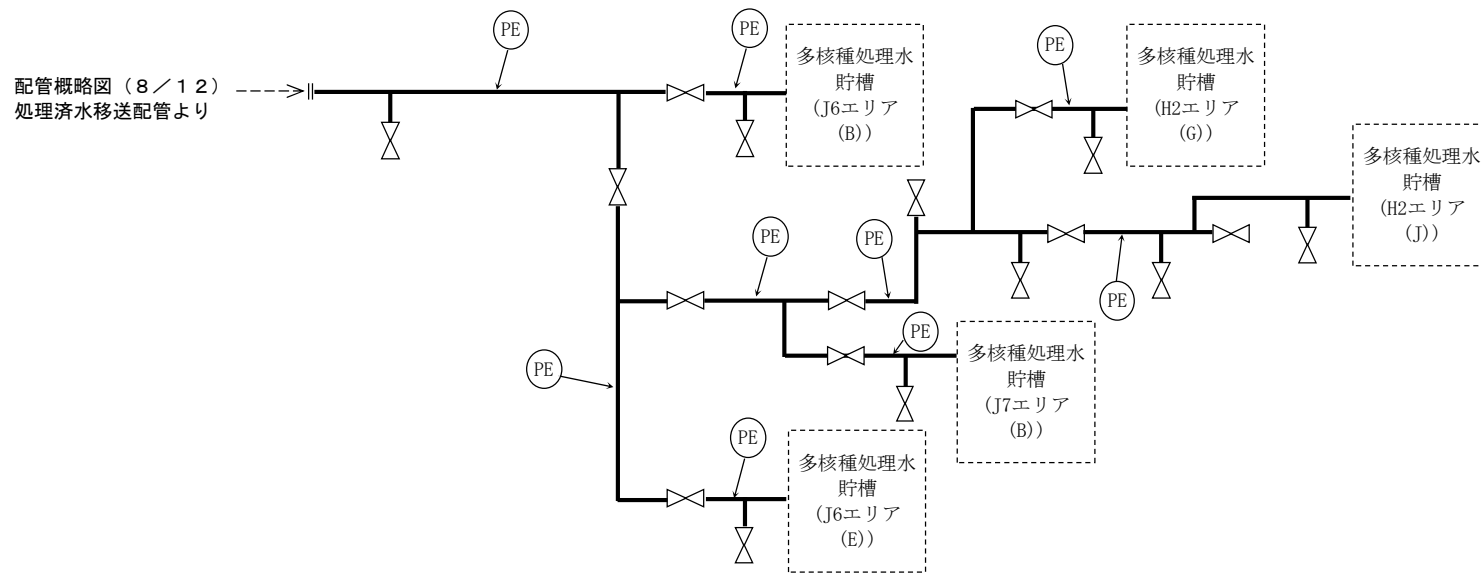 PE
PE
多核種処理水
貯槽
(J6エリア
(B))
PE
多核種処理水
貯槽
(H2エリア
(G))
配管概略図（８／１２）
処理済水移送配管より
多核種処理水
貯槽
(H2エリア
(J))
PE
PE
PE
PE
多核種処理水
貯槽
(J7エリア
(B))
PE
PE
多核種処理水
貯槽
(J6エリア
(E))